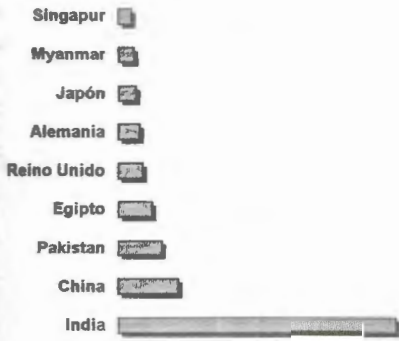 Singapur
Myanmar
Japón
Alemania
Reino Unido
Egipto
Pakistan
China
India